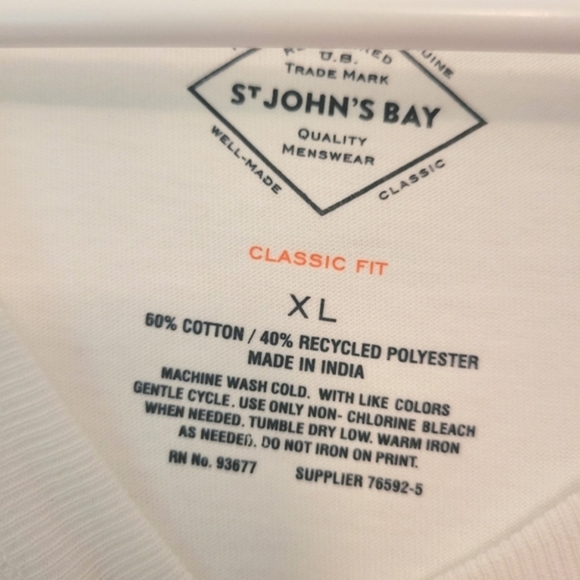 U.S.
TRADE MARK
ST JOHN'S BAY
QUALITY
MENSWEAR
WELL-MADE
CLASSIC
CLASSIC FIT
XL
60% COTTON / 40% RECYCLED POLYESTER
MADE IN INDIA
MACHINE WASH COLD. WITH LIKE COLORS
GENTLE CYCLE. USE ONLY NON- CHLORINE BLEACH
WHEN NEEDED. TUMBLE DRY LOW. WARM IRON
AS NEEDED. DO NOT IRON ON PRINT.
RN No. 93677 SUPPLIER 76592-5